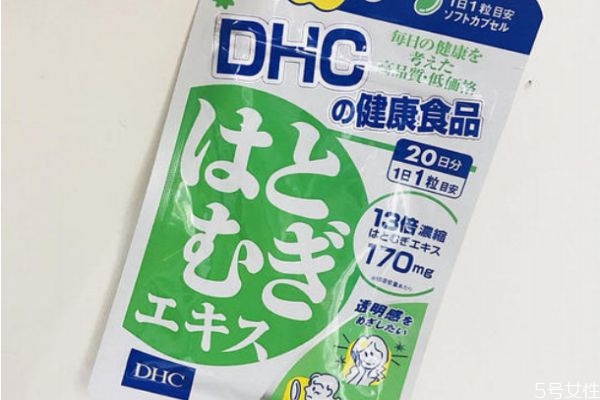 1日1粒目安
ソフトカプセル
DHC
毎日の健康を
考えた
高品質・低価格
の健康食品
はとむぎ
エキス
20日分
1日1粒目安
13倍濃縮
はとむぎエキス
170mg
透明感を
めざしたい
DHC
5号女性